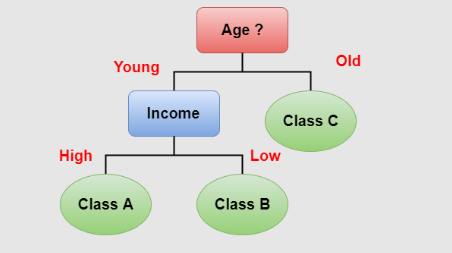 Age ?
Young
Old
Income
Class C
High
Low
Class A
Class B